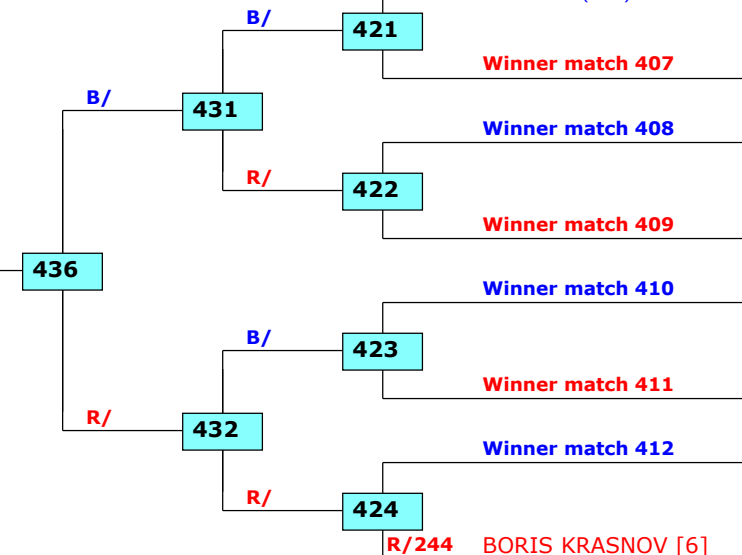 B/
421
Winner match 407
B/
431
Winner match 408
R/
422
Winner match 409
436
Winner match 410
B/
423
Winner match 411
R/
432
Winner match 412
R/
424
R/244 BORIS KRASNOV [6]